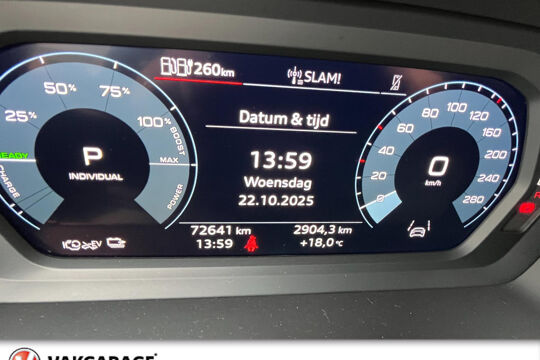 260km
SLAM!
Datum & tijd
13:59
Woensdag
22.10.2025
72641 km
2904,3 km
13:59
+18,0 °C
25%
50%
75%
100%
BOOST
MAX
POWER
READY
CHARGE
P
INDIVIDUAL
0
20
40
60
80
100
120
160
200
240
280
0
km/h
EV
VAKGARAGE